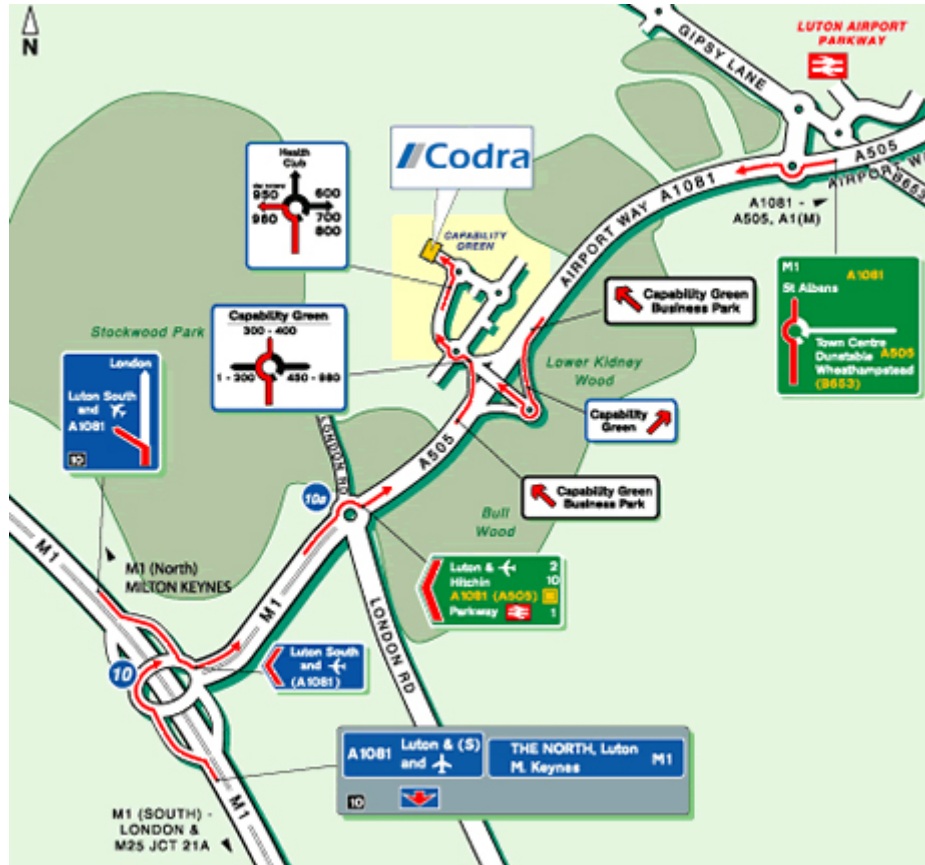 N
LUTON AIRPORT
PARKWAY
GIPSY LANE
A505
AIRPORT
B653
A1081 -
A505, A1(M)
AIRPORT WAY A1081
Codra
CAPABILITY
GREEN
Health
Club
950
980
600
700
800
M1
A1081
St Albans
Town Centre
Dunstable A505
Wheathampstead
(B653)
Capability Green
Business Park
Stockwood Park
Capability Green
300 - 400
1 - 200
450 - 980
Lower Kidney
Wood
Capability
Green
London
Luton South
and
A1081
10
LONDON RD
A505
10a
Capability Green
Business Park
Bull
Wood
M1
M1 (North)
MILTON KEYNES
M1
Luton & 2
Hitchin 10
A1081 (A505)
Parkway 1
LONDON RD
10
Luton South
and
(A1081)
A1081 Luton & (S)
and
THE NORTH, Luton
M. Keynes M1
10
M1
M1 (SOUTH) -
LONDON &
M25 JCT 21A